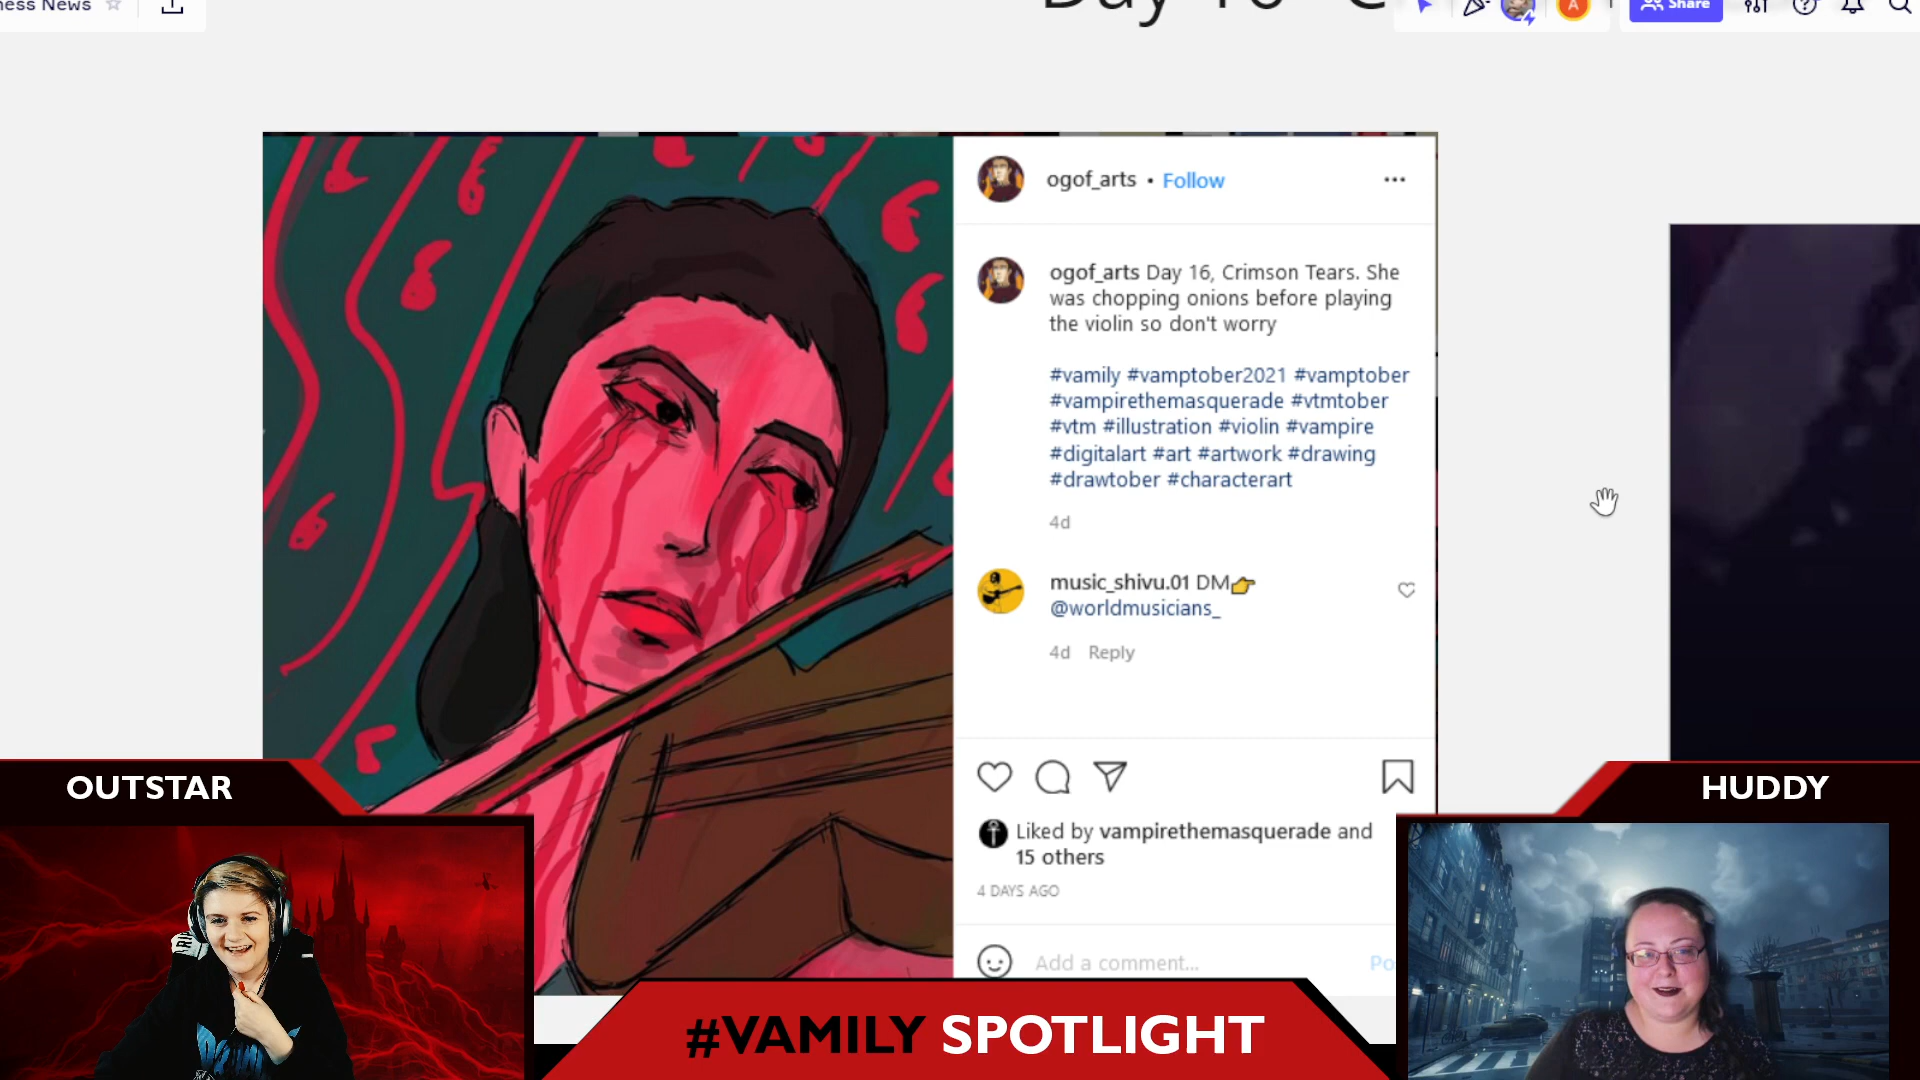 ness News
Share
A
ogof_arts • Follow
ogof_arts Day 16, Crimson Tears. She
was chopping onions before playing
the violin so don't worry
#vamily #vamptober2021 #vamptober
#vampirethemasquerade #vtmtober
#vtm #illustration #violin #vampire
#digitalart #art #artwork #drawing
#drawtober #characterart
4d
music_shivu.01 DM👉
@worldmusicians_
4d Reply
Liked by vampirethemasquerade and
15 others
4 DAYS AGO
Add a comment...
Po
OUTSTAR
HUDDY
#VAMILY SPOTLIGHT